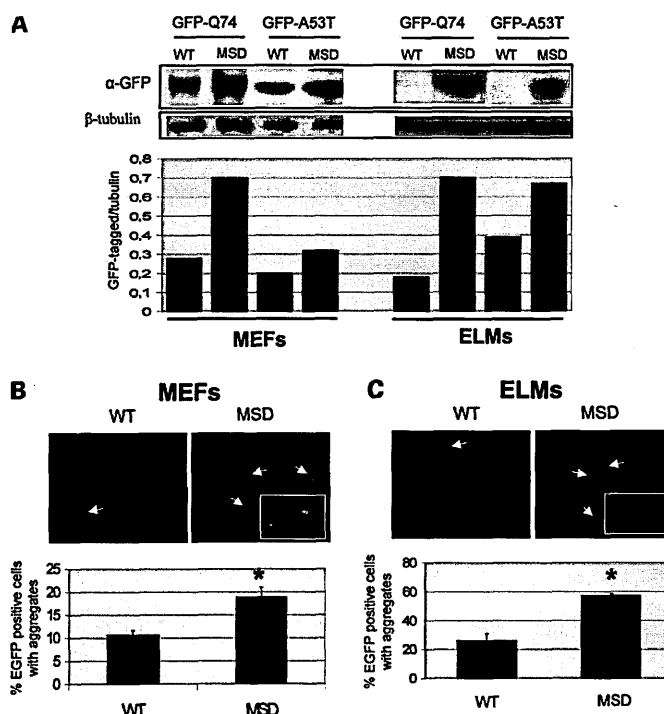 A
GFP-Q74 GFP-A53T GFP-Q74 GFP-A53T
WT MSD WT MSD WT MSD WT MSD
α-GFP
β-tubulin
GFP-tagged/tubulin
0,8
0,7
0,6
0,5
0,4
0,3
0,2
0,1
0
MEFs ELMs
B MEFs
WT MSD
% EGFP positive cells
with aggregates
25
20
15
10
5
0
*
WT MSD
C ELMs
WT MSD
% EGFP positive cells
with aggregates
80
60
40
20
0
*
WT MSD